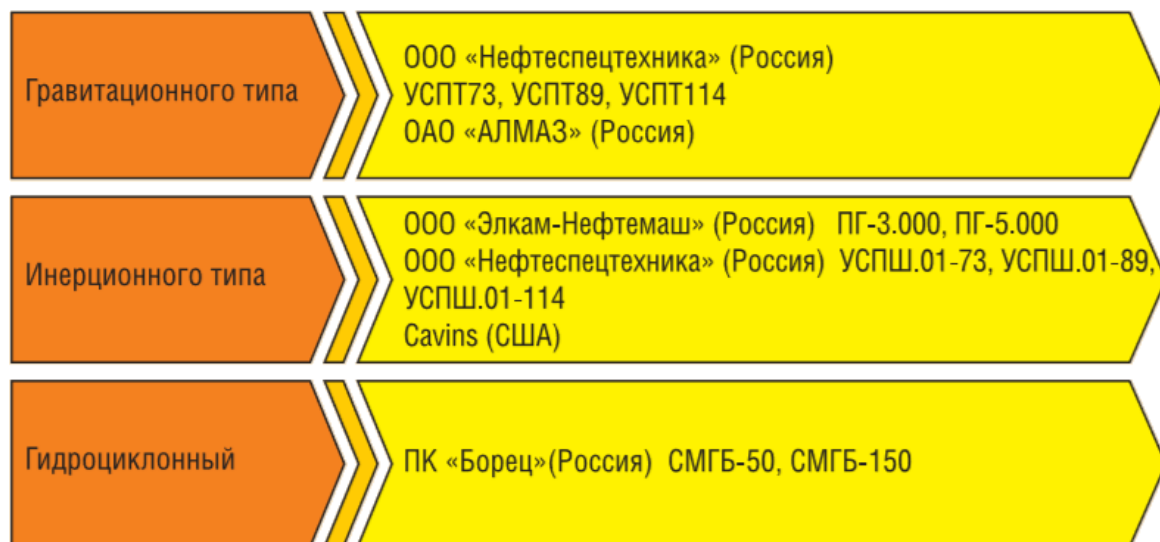 Гравитационного типа
ООО «Нефтеспецтехника» (Россия)
УСПТ73, УСПТ89, УСПТ114
ОАО «АЛМАЗ» (Россия)
Инерционного типа
ООО «Элкам-Нефтемаш» (Россия) ПГ-3.000, ПГ-5.000
ООО «Нефтеспецтехника» (Россия) УСПШ.01-73, УСПШ.01-89,
УСПШ.01-114
Cavins (США)
Гидроциклонный
ПК «Борец»(Россия) СМГБ-50, СМГБ-150